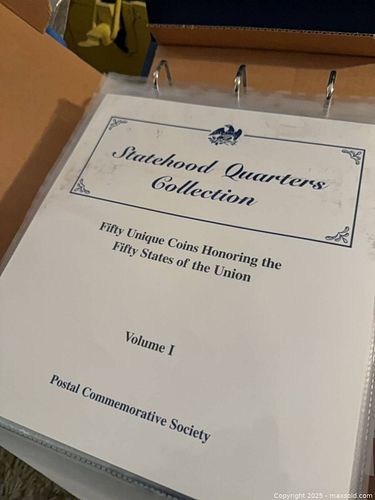 Statehood Quarters
Collection
Fifty Unique Coins Honoring the
Fifty States of the Union
Volume I
Postal Commemorative Society
Copyright 2025 - maxsold.com